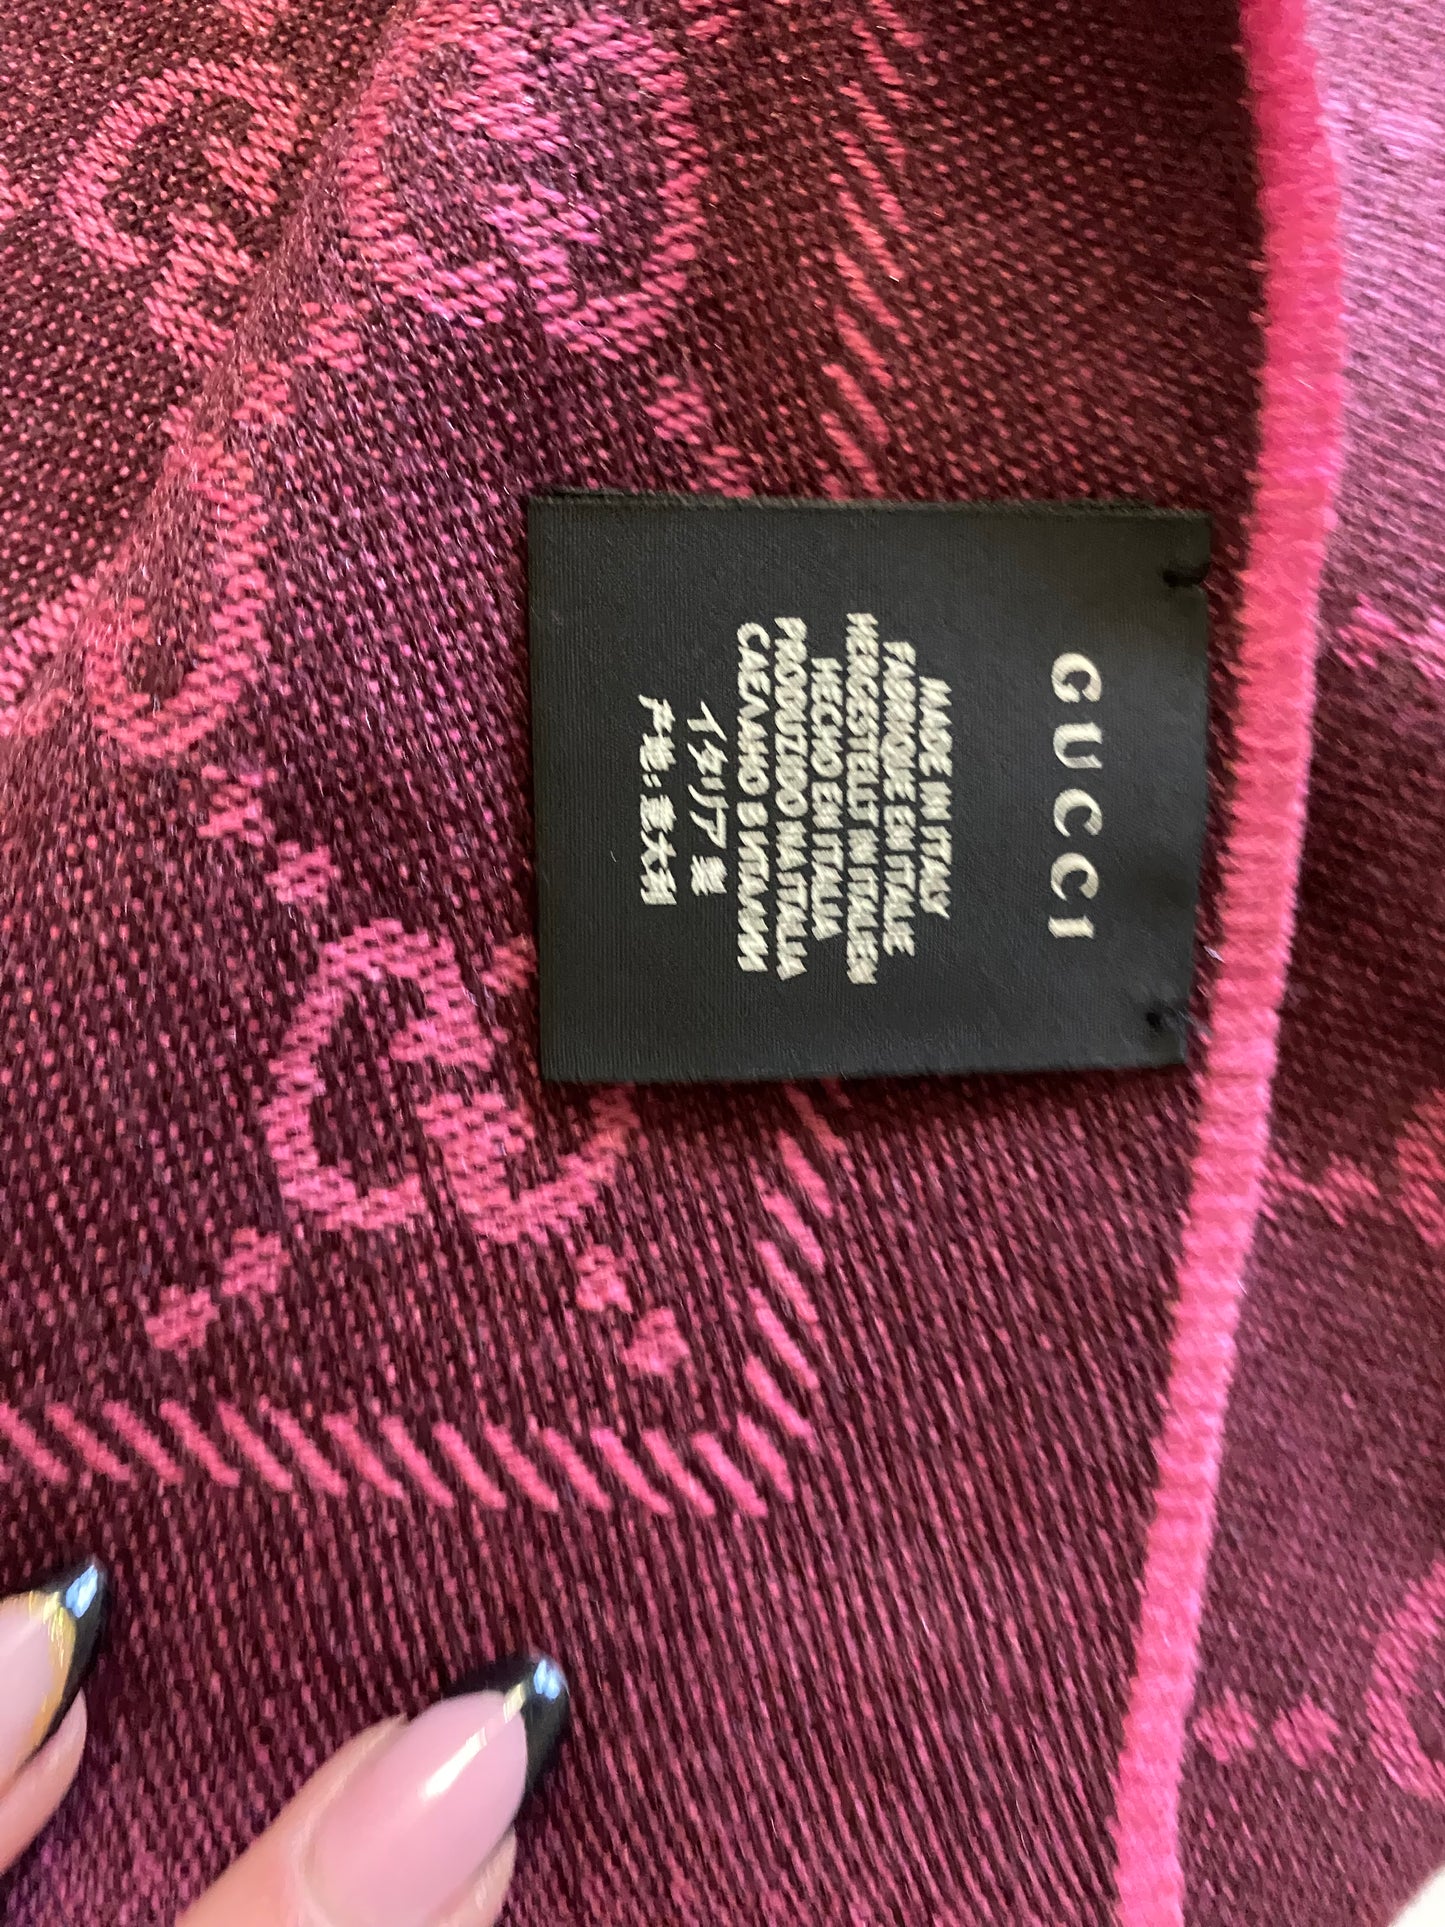 GUCCI
MADE IN ITALY
FABRIQUE EN ITALIE
HERGESTELLT IN ITALIEN
HECHO EN ITALIA
PRODUZIDO NA ITALIA
СДЕЛАНО В ИТАЛИИ
イタリア製
产地:意大利